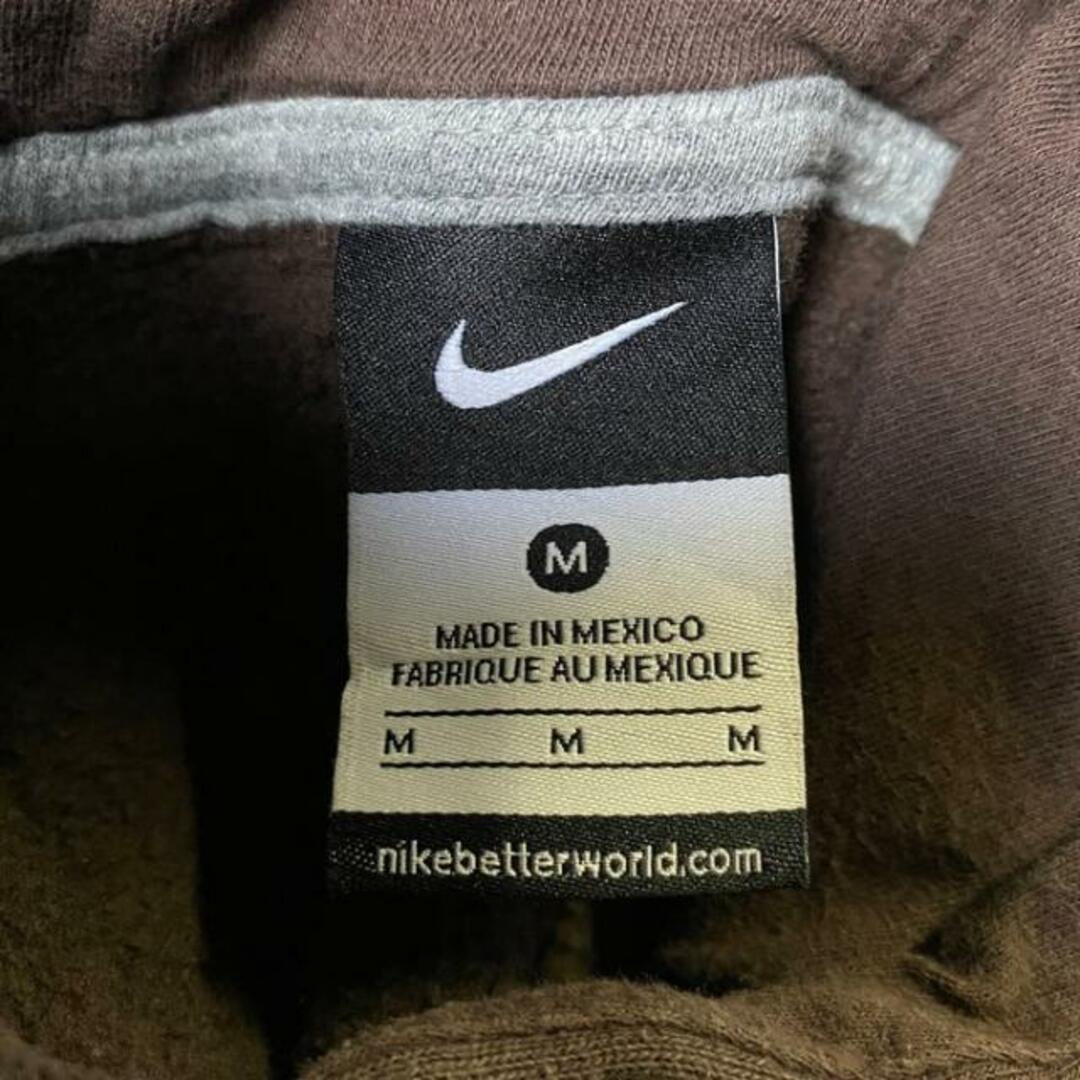 M
MADE IN MEXICO
FABRIQUE AU MEXIQUE
M M M
nikebetterworld.com